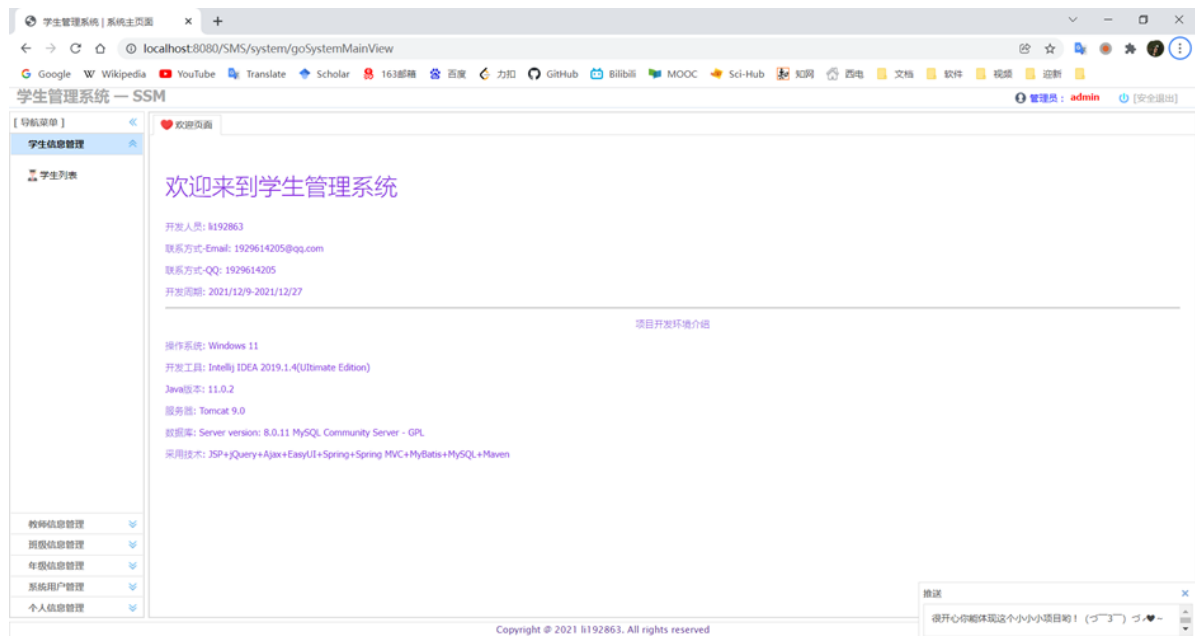 学生管理系统 | 系统主页面
localhost:8080/SMS/system/goSystemMainView
Google Wikipedia YouTube Translate Scholar 163邮箱 百度 力扣 GitHub Bilibili MOOC Sci-Hub 知网 西电 文档 软件 视频 迎新
学生管理系统 — SSM
管理员： admin [安全退出]
[ 导航菜单 ]
欢迎页面
学生信息管理
学生列表
欢迎来到学生管理系统
开发人员: li192863
联系方式-Email: 1929614205@qq.com
联系方式-QQ: 1929614205
开发周期: 2021/12/9-2021/12/27
项目开发环境介绍
操作系统: Windows 11
开发工具: Intellij IDEA 2019.1.4(Ultimate Edition)
Java版本: 11.0.2
服务器: Tomcat 9.0
数据库: Server version: 8.0.11 MySQL Community Server - GPL
采用技术: JSP+jQuery+Ajax+EasyUI+Spring+Spring MVC+MyBatis+MySQL+Maven
教师信息管理
班级信息管理
年级信息管理
系统用户管理
个人信息管理
推送
很开心你能体现这个小小小项目哟！ (づ￣3￣) づ╭❤～
Copyright @ 2021 li192863. All rights reserved